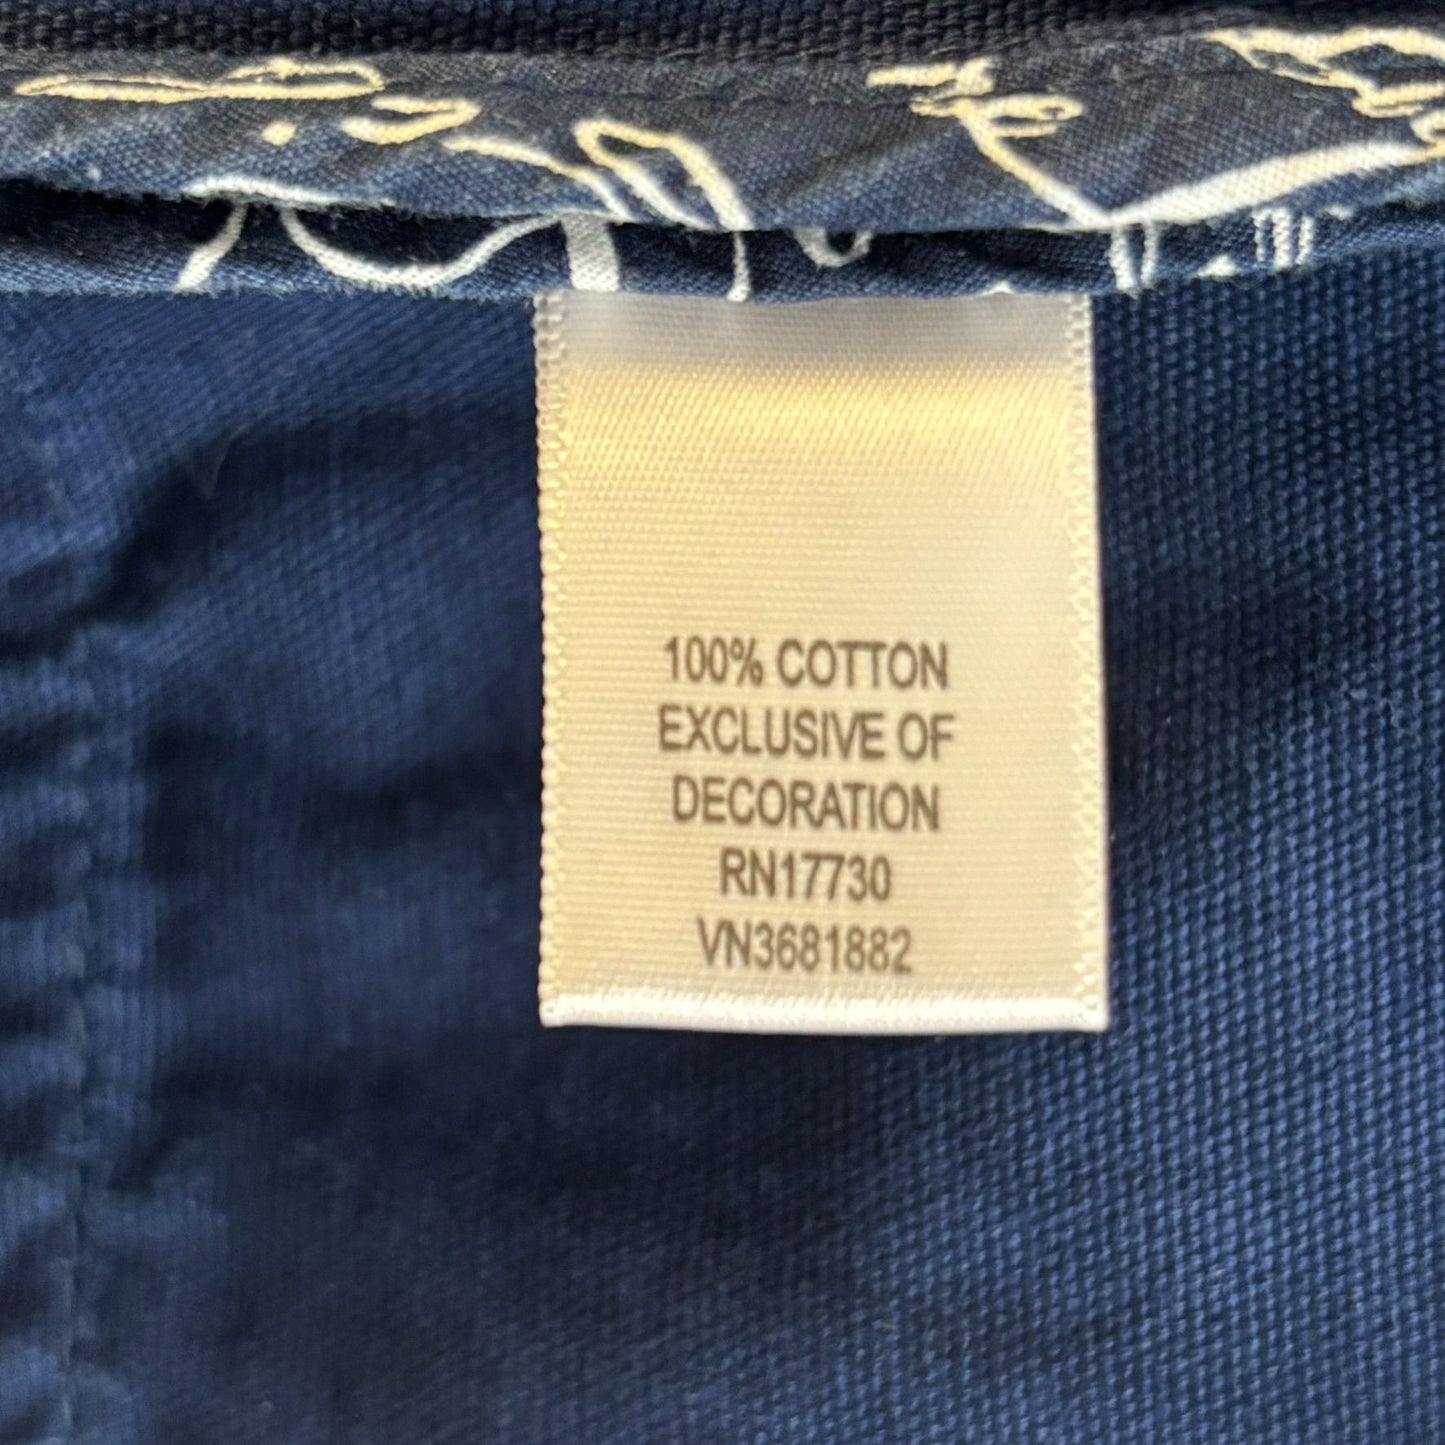 100% COTTON
EXCLUSIVE OF
DECORATION
RN17730
VN3681882